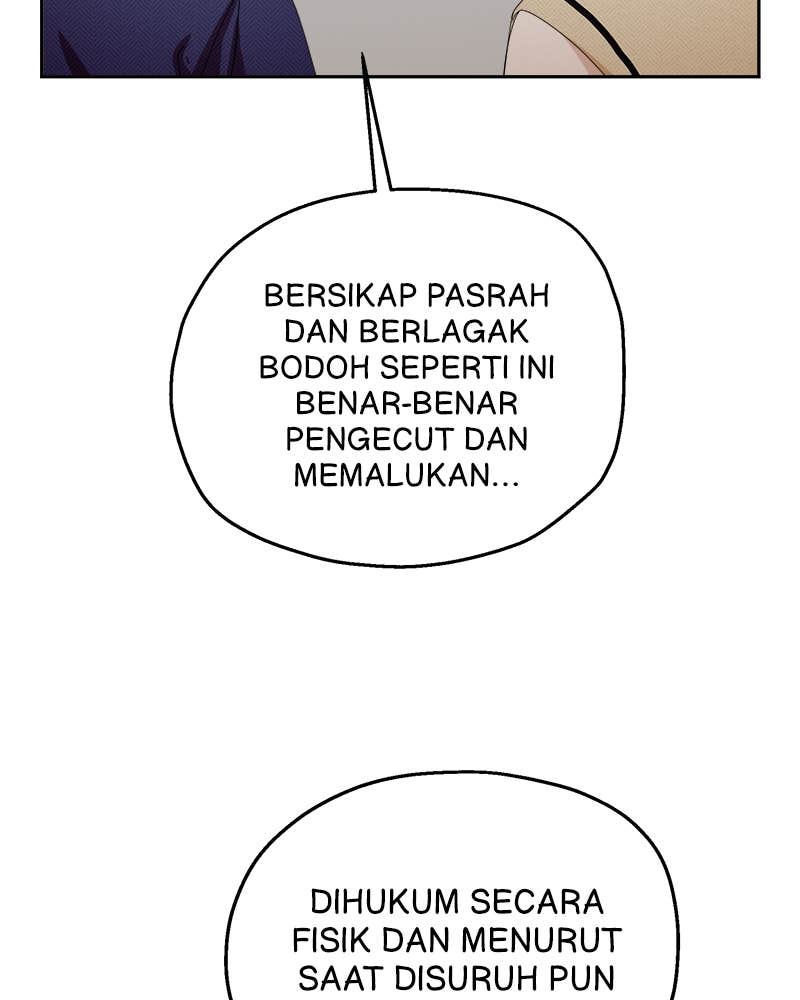 BERSIKAP PASRAH
DAN BERLAGAK
BODOH SEPERTI INI
BENAR-BENAR
PENGECUT DAN
MEMALUKAN...
DIHUKUM SECARA
FISIK DAN MENURUT
SAAT DISURUH PUN